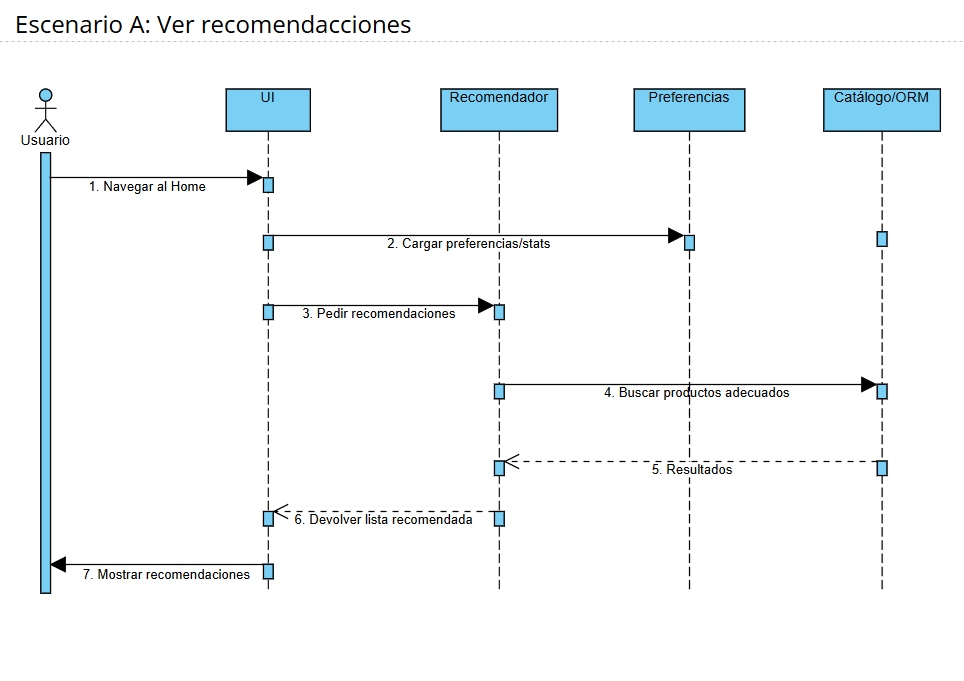 Escenario A: Ver recomendacciones
Usuario
UI
Recomendador
Preferencias
Catálogo/ORM
1. Navegar al Home
2. Cargar preferencias/stats
3. Pedir recomendaciones
4. Buscar productos adecuados
5. Resultados
6. Devolver lista recomendada
7. Mostrar recomendaciones